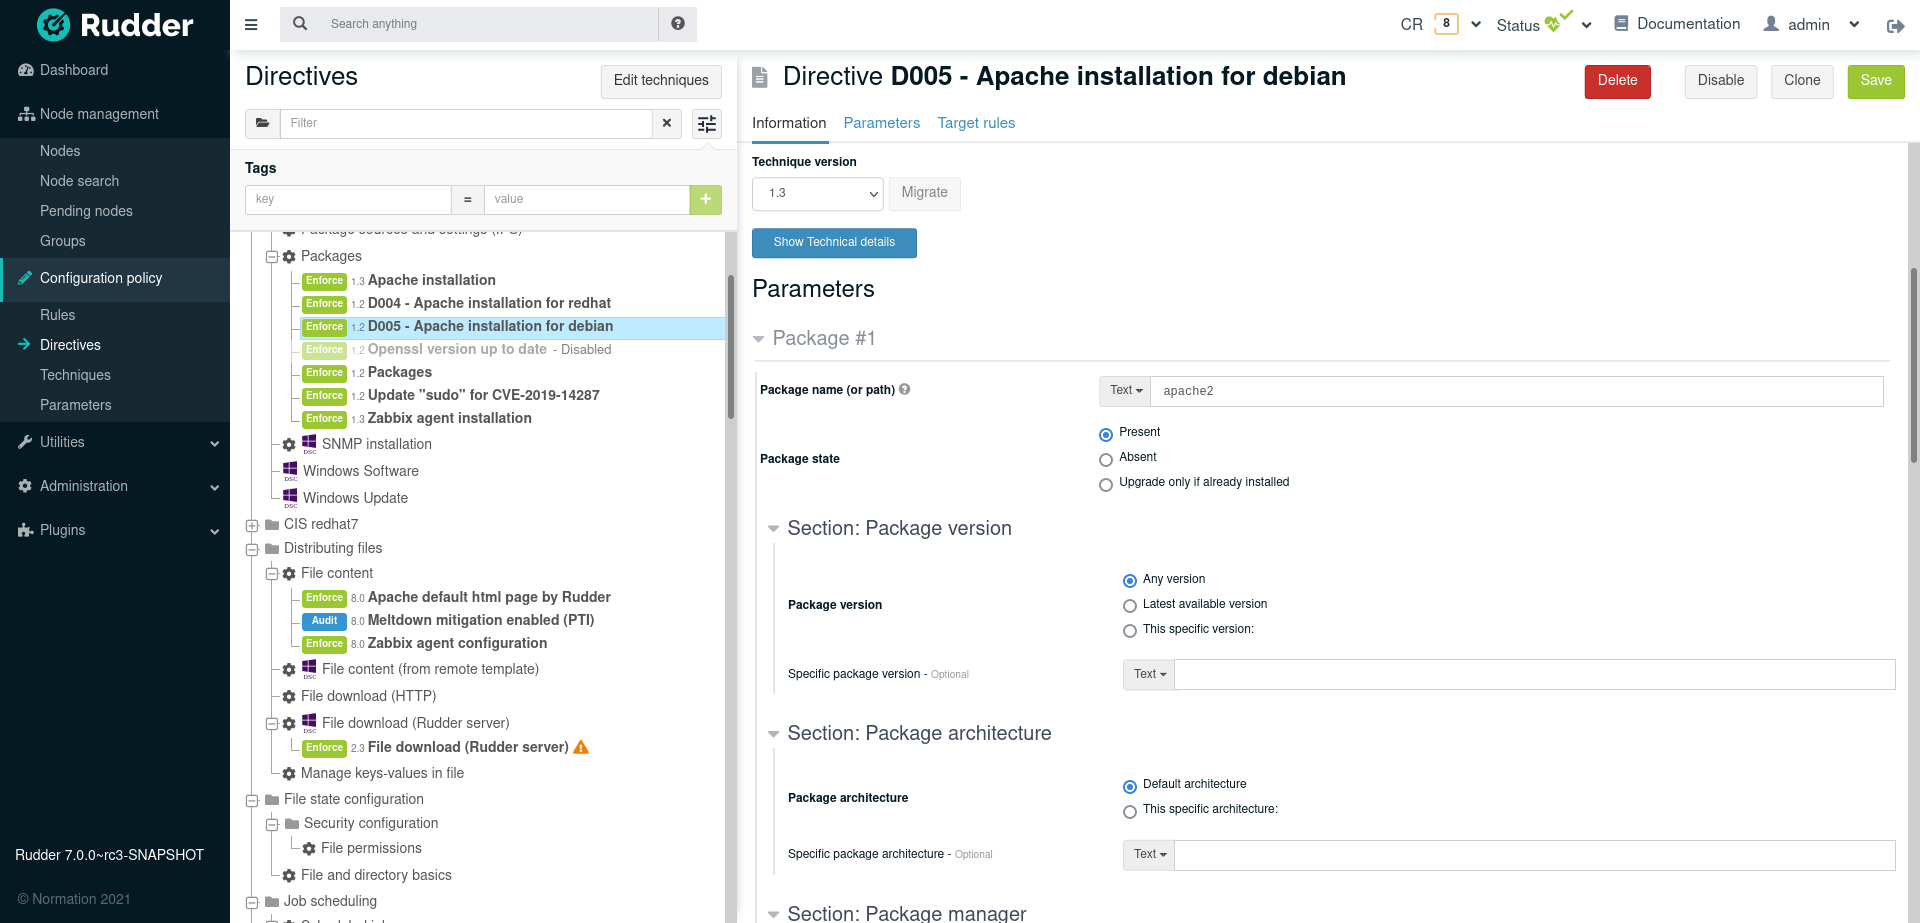 Rudder
Dashboard
Node management
Nodes
Node search
Pending nodes
Groups
Configuration policy
Rules
Directives
Techniques
Parameters
Utilities
Administration
Plugins
Rudder 7.0.0~rc3-SNAPSHOT
© Normation 2021
Search anything
CR 8
Status
Documentation
admin
Directives
Edit techniques
Filter
Tags
key = value +
Package sources and settings (IPS)
Packages
Enforce 1.3 Apache installation
Enforce 1.2 D004 - Apache installation for redhat
Enforce 1.2 D005 - Apache installation for debian
Enforce 1.2 Openssl version up to date - Disabled
Enforce 1.2 Packages
Enforce 1.2 Update "sudo" for CVE-2019-14287
Enforce 1.3 Zabbix agent installation
DSC SNMP installation
DSC Windows Software
DSC Windows Update
CIS redhat7
Distributing files
File content
Enforce 8.0 Apache default html page by Rudder
Audit 8.0 Meltdown mitigation enabled (PTI)
Enforce 8.0 Zabbix agent configuration
DSC File content (from remote template)
File download (HTTP)
DSC File download (Rudder server)
Enforce 2.3 File download (Rudder server)
Manage keys-values in file
File state configuration
Security configuration
File permissions
File and directory basics
Job scheduling
Directive D005 - Apache installation for debian
Delete
Disable
Clone
Save
Information Parameters Target rules
Technique version
1.3
Migrate
Show Technical details
Parameters
Package #1
Package name (or path)
Text apache2
Package state
Present
Absent
Upgrade only if already installed
Section: Package version
Package version
Any version
Latest available version
This specific version:
Specific package version - Optional
Text
Section: Package architecture
Package architecture
Default architecture
This specific architecture:
Specific package architecture - Optional
Text
Section: Package manager